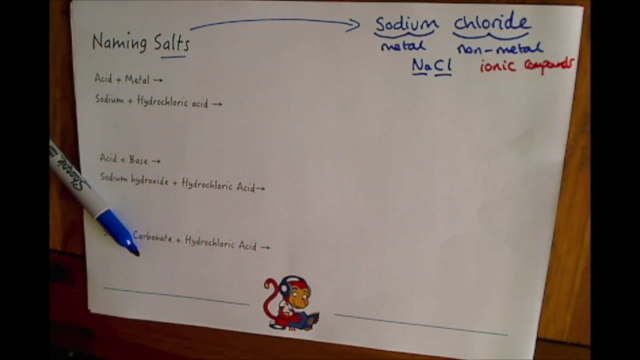 Sodium chloride
metal non-metal
NaCl ionic compounds
Naming Salts
Acid + Metal →
Sodium + Hydrochloric acid →
Acid + Base →
Sodium hydroxide + Hydrochloric Acid→
Carbonate + Hydrochloric Acid →
Sharpie